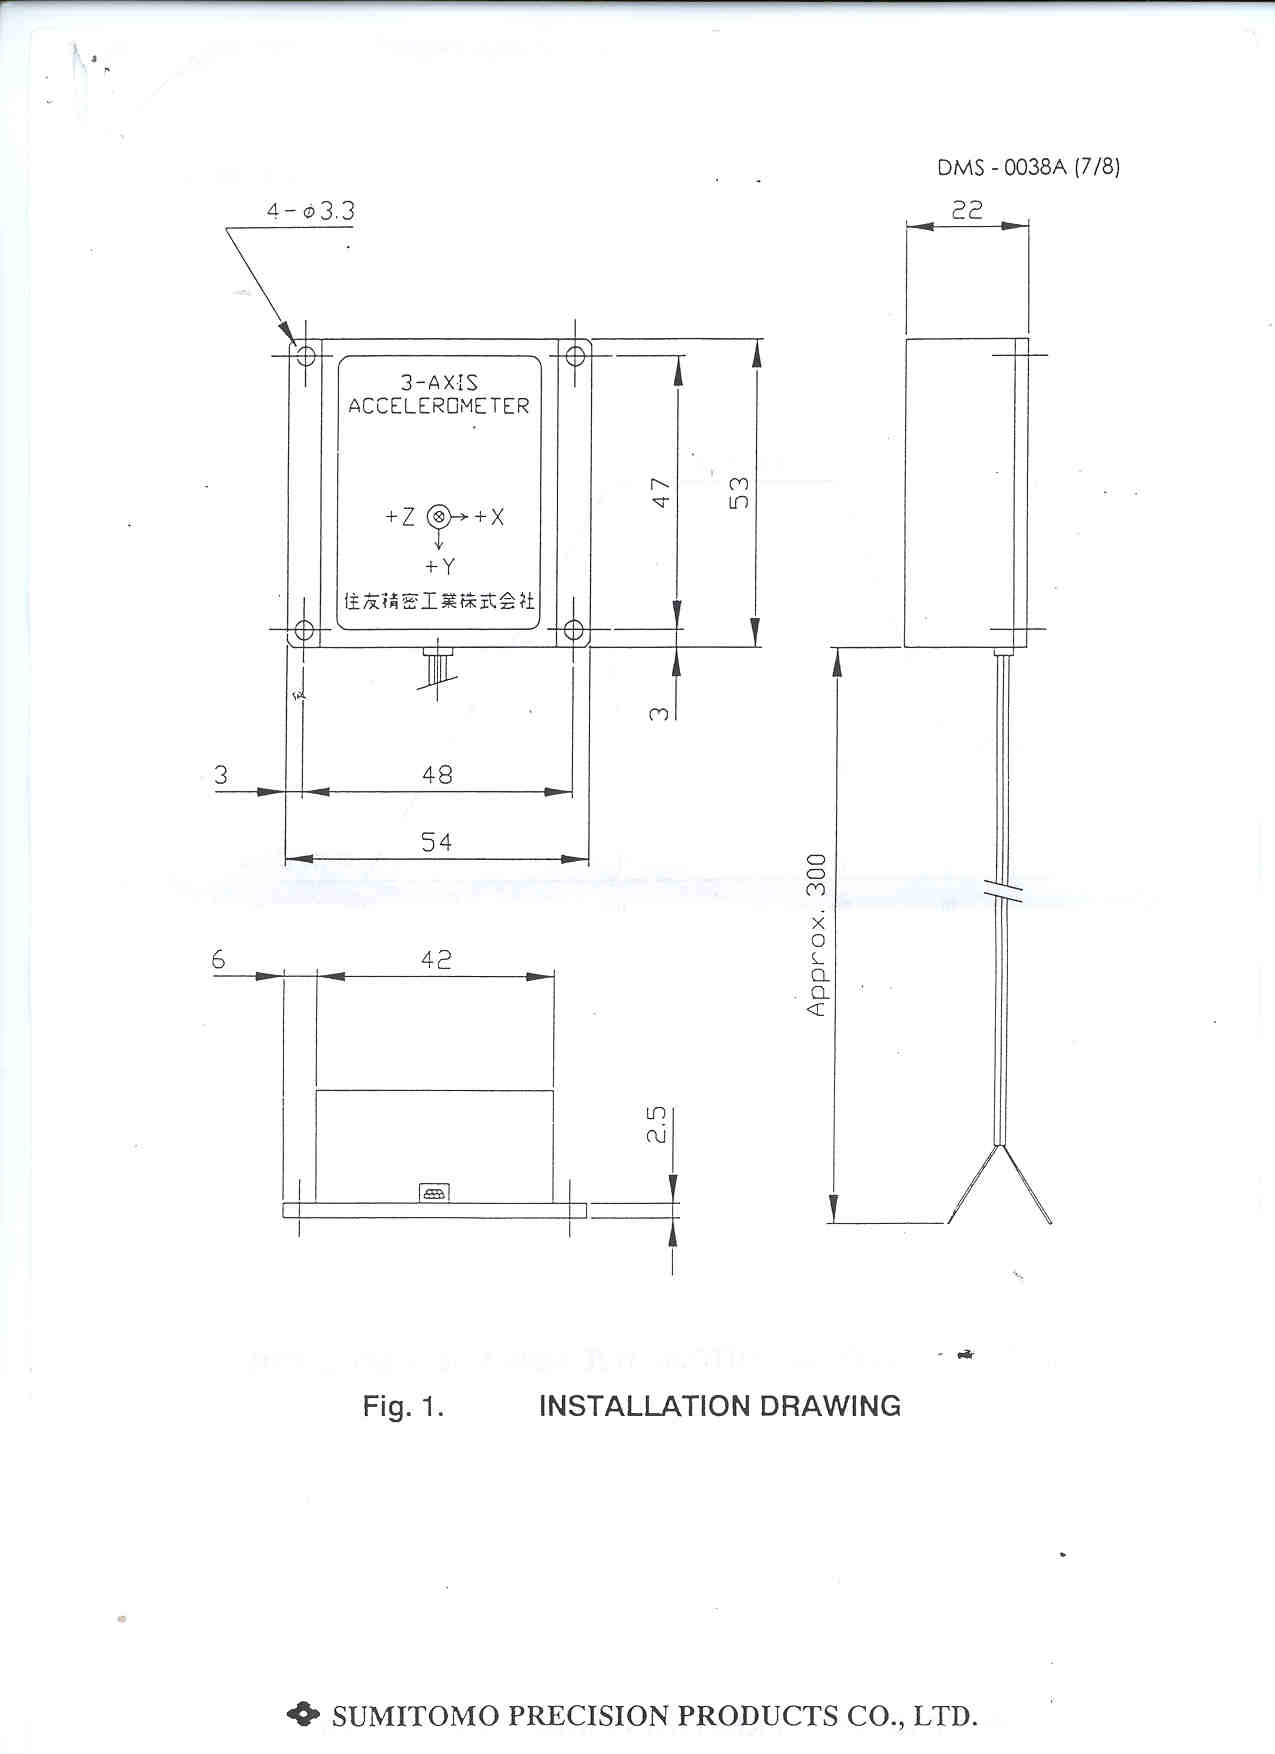 DMS - 0038A (7/8)
4-φ3.3
22
3-AXIS
ACCELEROMETER
47
53
+Z +X
+Y
住友精密工業株式会社
3
3
48
54
Approx. 300
6
42
2.5
Fig. 1. INSTALLATION DRAWING
SUMITOMO PRECISION PRODUCTS CO., LTD.